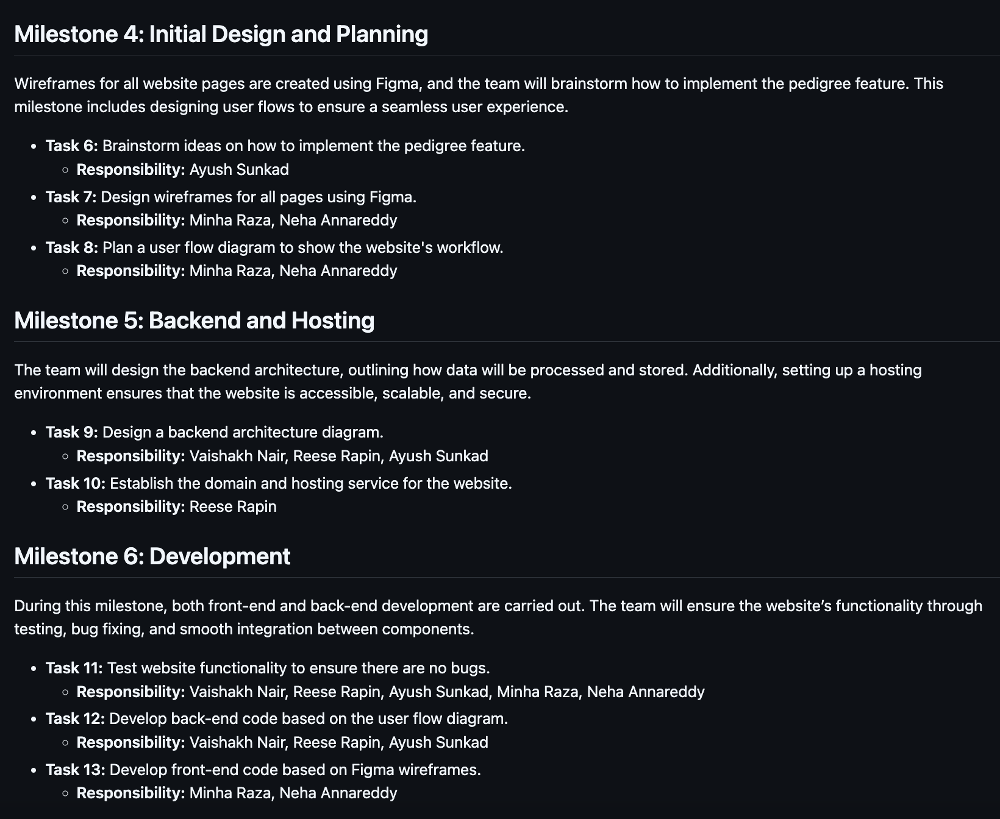 Milestone 4: Initial Design and Planning
Wireframes for all website pages are created using Figma, and the team will brainstorm how to implement the pedigree feature. This
milestone includes designing user flows to ensure a seamless user experience.
Task 6: Brainstorm ideas on how to implement the pedigree feature.
Responsibility: Ayush Sunkad
Task 7: Design wireframes for all pages using Figma.
Responsibility: Minha Raza, Neha Annareddy
Task 8: Plan a user flow diagram to show the website's workflow.
Responsibility: Minha Raza, Neha Annareddy
Milestone 5: Backend and Hosting
The team will design the backend architecture, outlining how data will be processed and stored. Additionally, setting up a hosting
environment ensures that the website is accessible, scalable, and secure.
Task 9: Design a backend architecture diagram.
Responsibility: Vaishakh Nair, Reese Rapin, Ayush Sunkad
Task 10: Establish the domain and hosting service for the website.
Responsibility: Reese Rapin
Milestone 6: Development
During this milestone, both front-end and back-end development are carried out. The team will ensure the website’s functionality through
testing, bug fixing, and smooth integration between components.
Task 11: Test website functionality to ensure there are no bugs.
Responsibility: Vaishakh Nair, Reese Rapin, Ayush Sunkad, Minha Raza, Neha Annareddy
Task 12: Develop back-end code based on the user flow diagram.
Responsibility: Vaishakh Nair, Reese Rapin, Ayush Sunkad
Task 13: Develop front-end code based on Figma wireframes.
Responsibility: Minha Raza, Neha Annareddy